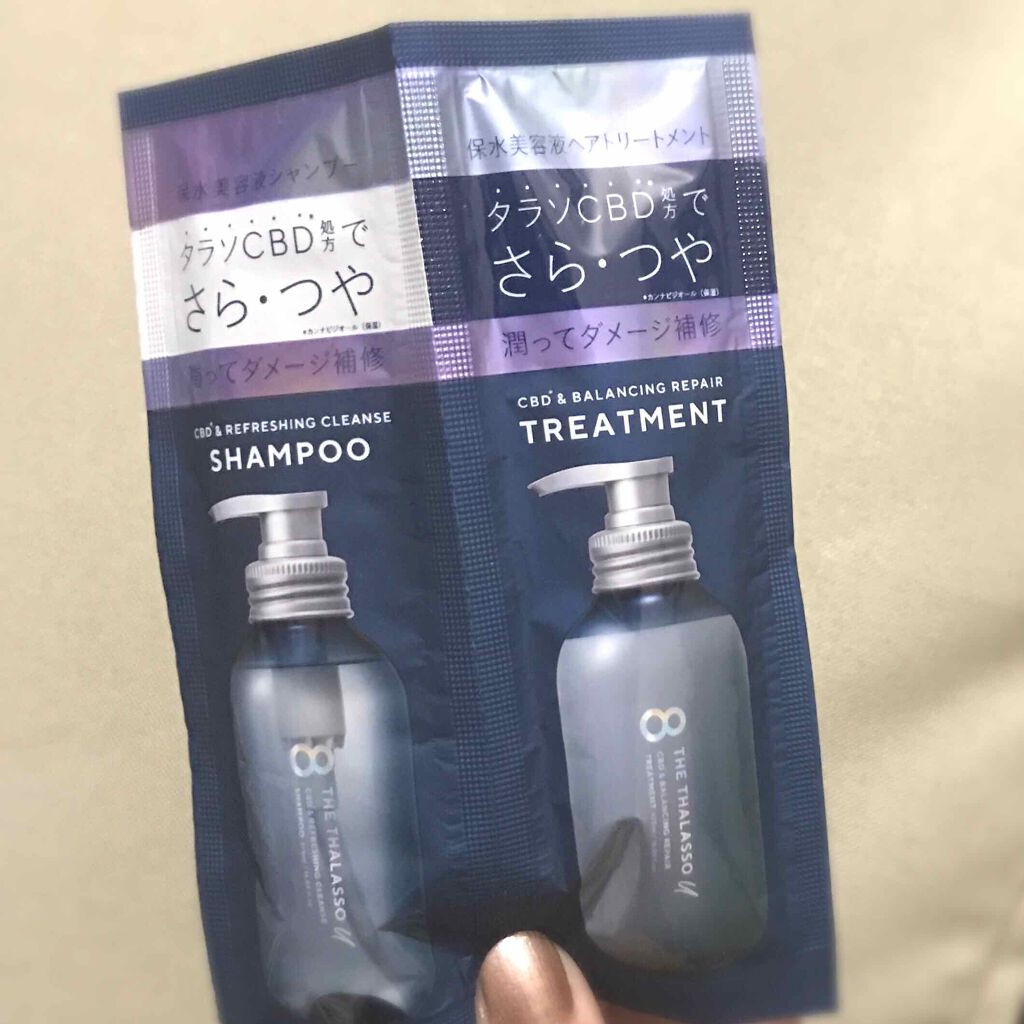 保水美容液シャンプー
タラソCBD処方で
さら・つや
*カンナビジオール（保湿）
潤ってダメージ補修
CBD* & REFRESHING CLEANSE
SHAMPOO
8 THE THALASSO u
CBD & REFRESHING CLEANSE
SHAMPOO
保水美容液ヘアトリートメント
タラソCBD処方で
さら・つや
*カンナビジオール（保湿）
潤ってダメージ補修
CBD* & BALANCING REPAIR
TREATMENT
8 THE THALASSO u
CBD & BALANCING REPAIR
TREATMENT